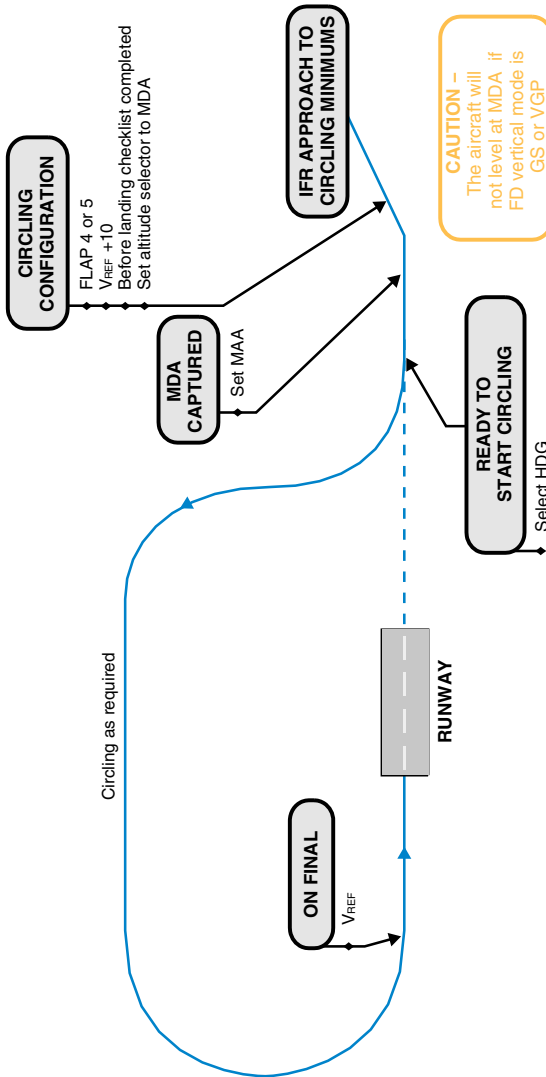 CIRCLING
CONFIGURATION
FLAP 4 or 5
VREF +10
Before landing checklist completed
Set altitude selector to MDA
IFR APPROACH TO
CIRCLING MINIMUMS
MDA
CAPTURED
Set MAA
CAUTION –
The aircraft will
not level at MDA if
FD vertical mode is
GS or VGP
READY TO
START CIRCLING
Select HDG
Circling as required
RUNWAY
ON FINAL
VREF